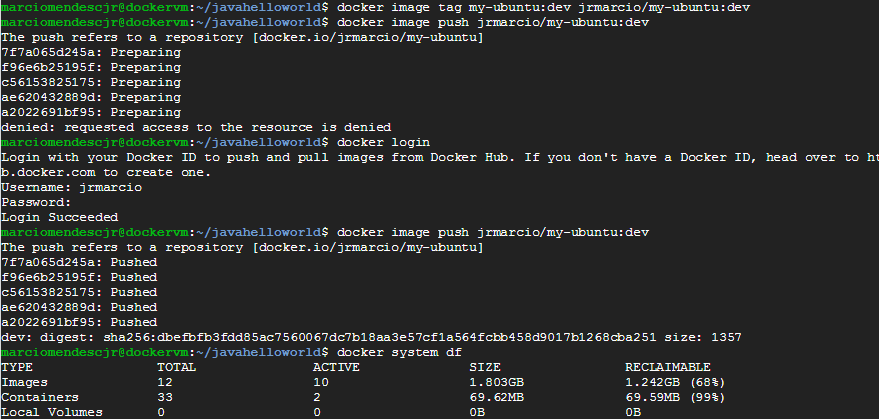 marciomendescjr@dockervm:~/javahelloworld$ docker image tag my-ubuntu:dev jrmarcio/my-ubuntu:dev
marciomendescjr@dockervm:~/javahelloworld$ docker image push jrmarcio/my-ubuntu:dev
The push refers to a repository [docker.io/jrmarcio/my-ubuntu]
7f7a065d245a: Preparing
f96e6b25195f: Preparing
c56153825175: Preparing
ae620432889d: Preparing
a2022691bf95: Preparing
denied: requested access to the resource is denied
marciomendescjr@dockervm:~/javahelloworld$ docker login
Login with your Docker ID to push and pull images from Docker Hub. If you don't have a Docker ID, head over to ht
b.docker.com to create one.
Username: jrmarcio
Password:
Login Succeeded
marciomendescjr@dockervm:~/javahelloworld$ docker image push jrmarcio/my-ubuntu:dev
The push refers to a repository [docker.io/jrmarcio/my-ubuntu]
7f7a065d245a: Pushed
f96e6b25195f: Pushed
c56153825175: Pushed
ae620432889d: Pushed
a2022691bf95: Pushed
dev: digest: sha256:dbefbfb3fdd85ac7560067dc7b18aa3e57cf1a564fcbb458d9017b1268cba251 size: 1357
marciomendescjr@dockervm:~/javahelloworld$ docker system df
TYPE TOTAL ACTIVE SIZE RECLAIMABLE
Images 12 10 1.803GB 1.242GB (68%)
Containers 33 2 69.62MB 69.59MB (99%)
Local Volumes 0 0 0B 0B